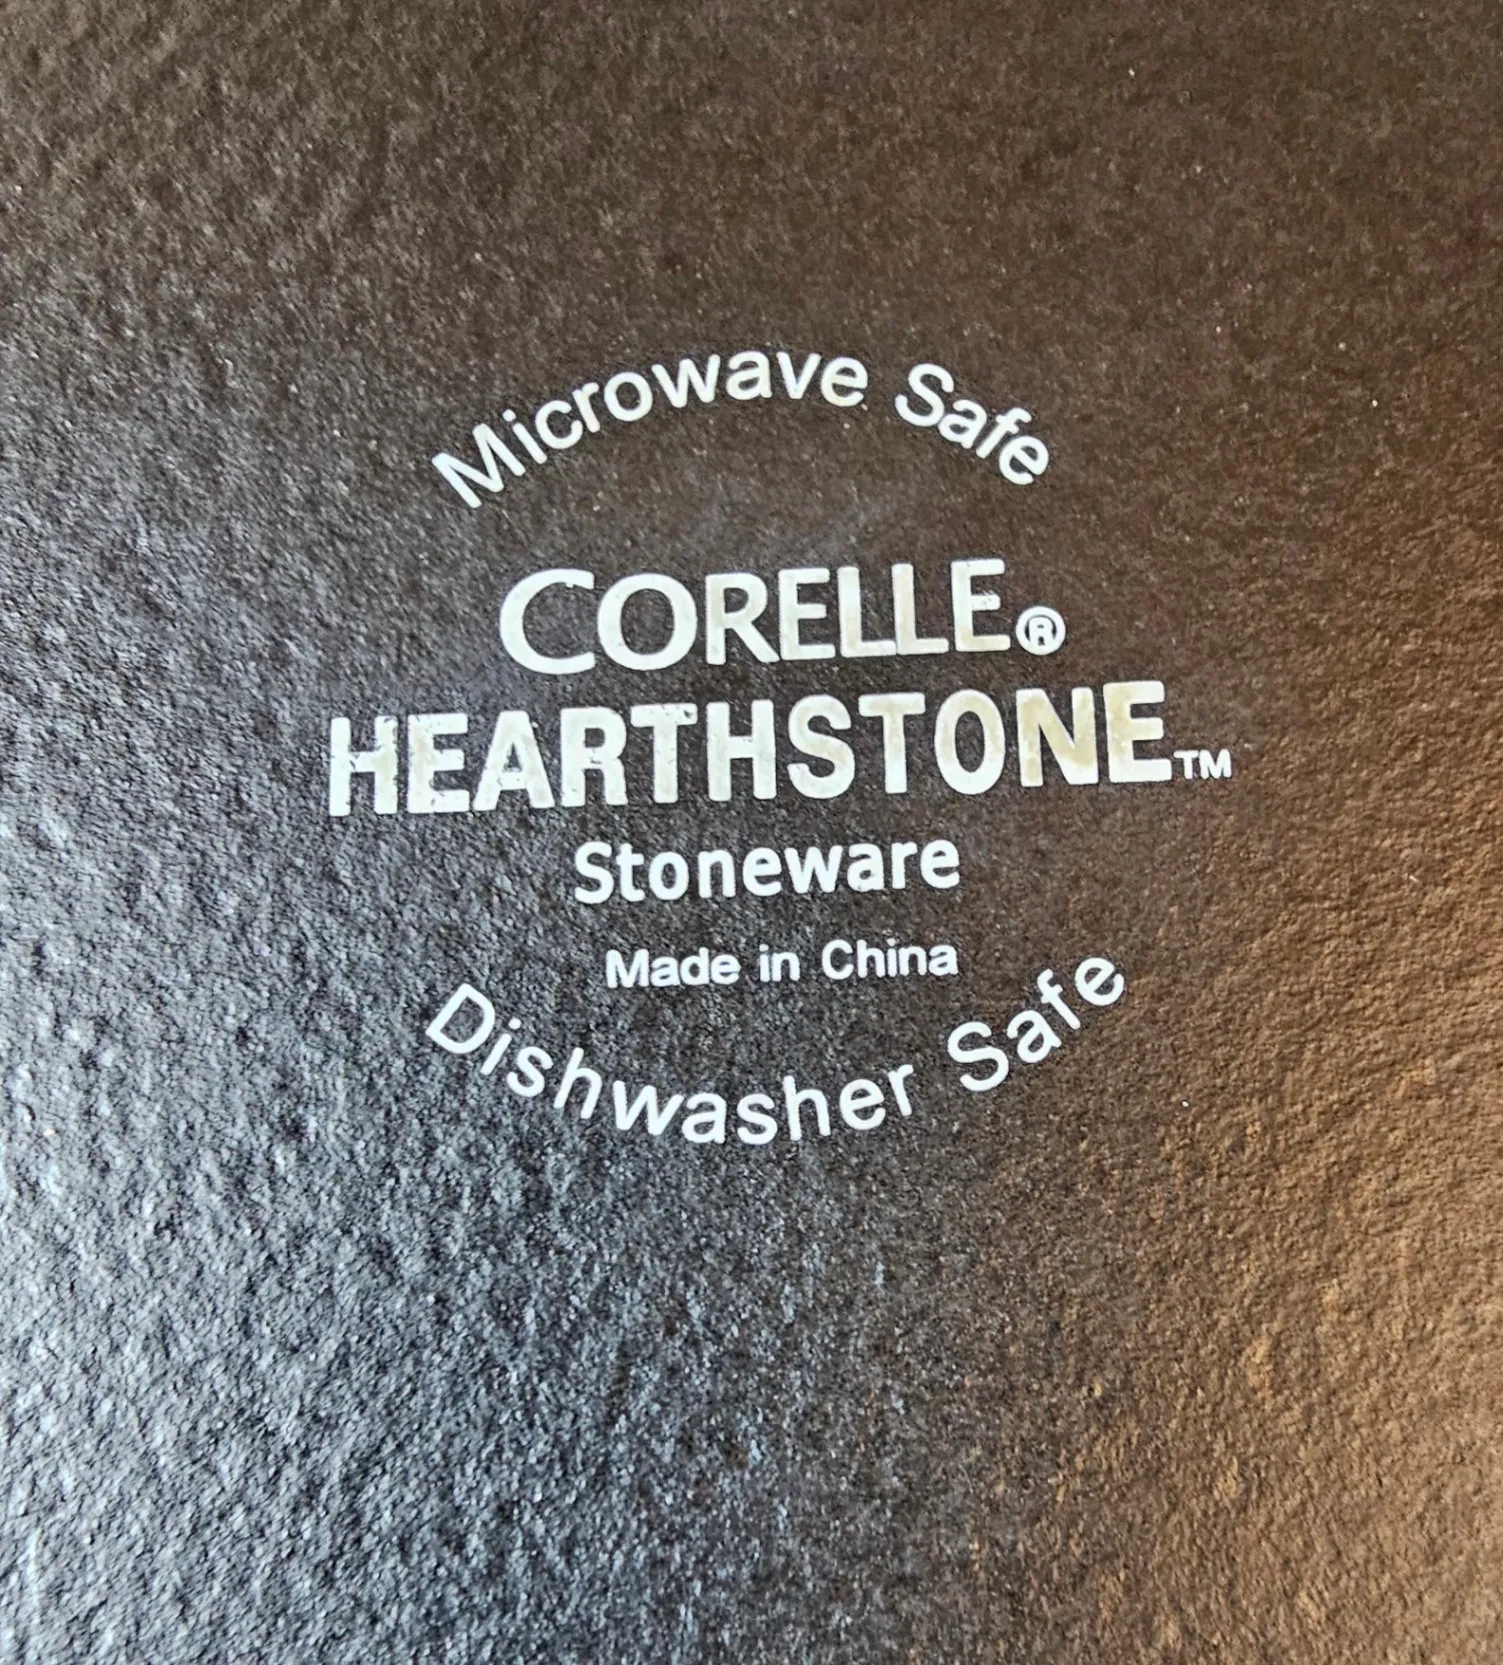 Microwave Safe
CORELLE®
HEARTHSTONE™
Stoneware
Made in China
Dishwasher Safe